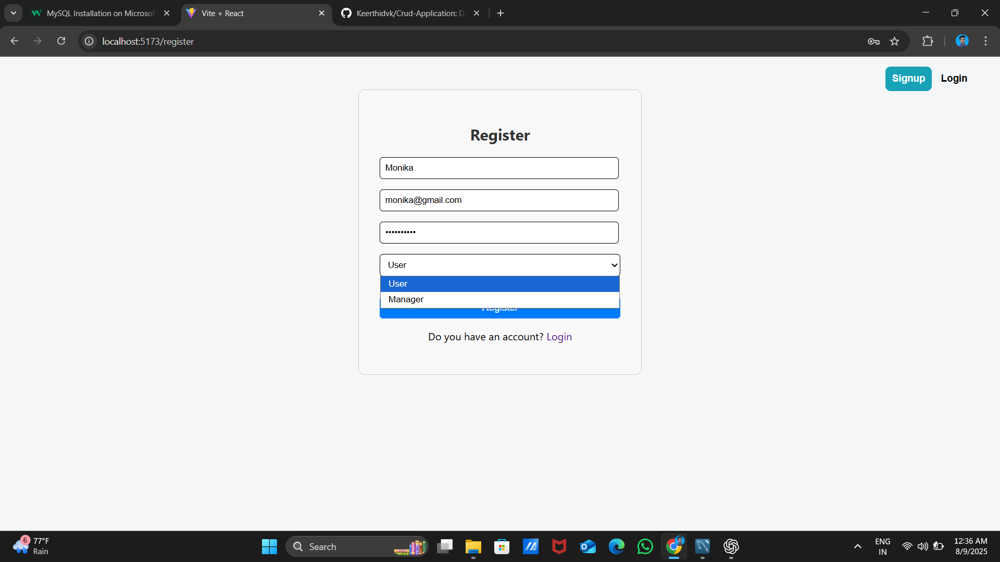 MySQL Installation on Microsof
Vite + React
Keerthidvk/Crud-Application: D
localhost:5173/register
Signup
Login
Register
Monika
monika@gmail.com
••••••••••
User
User
Manager
Register
Do you have an account? Login
6
77°F
Rain
Search
ENG
IN
12:36 AM
8/9/2025